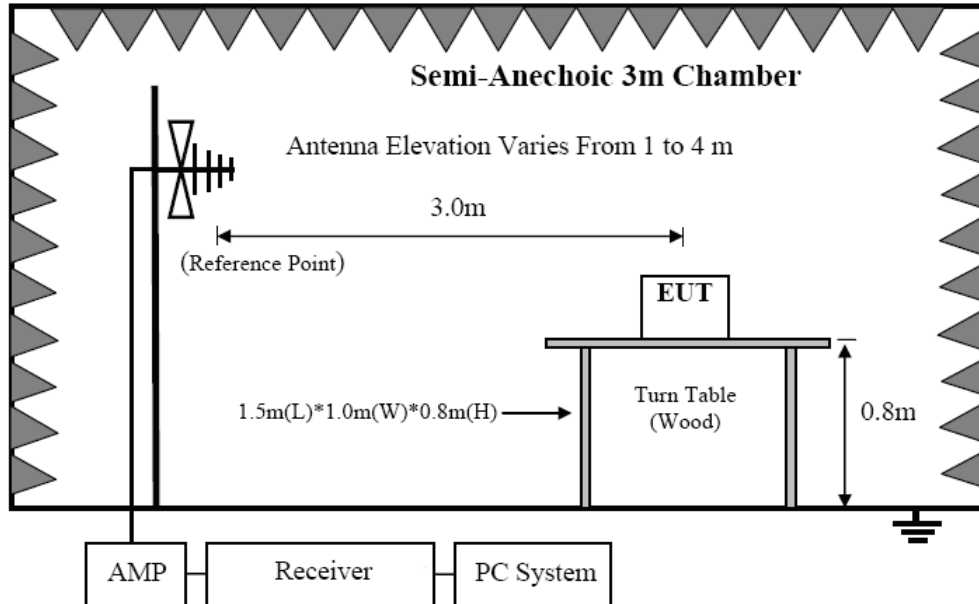 Semi-Anechoic 3m Chamber
Antenna Elevation Varies From 1 to 4 m
3.0m
(Reference Point)
EUT
1.5m(L)*1.0m(W)*0.8m(H)
Turn Table
(Wood)
0.8m
AMP
Receiver
PC System